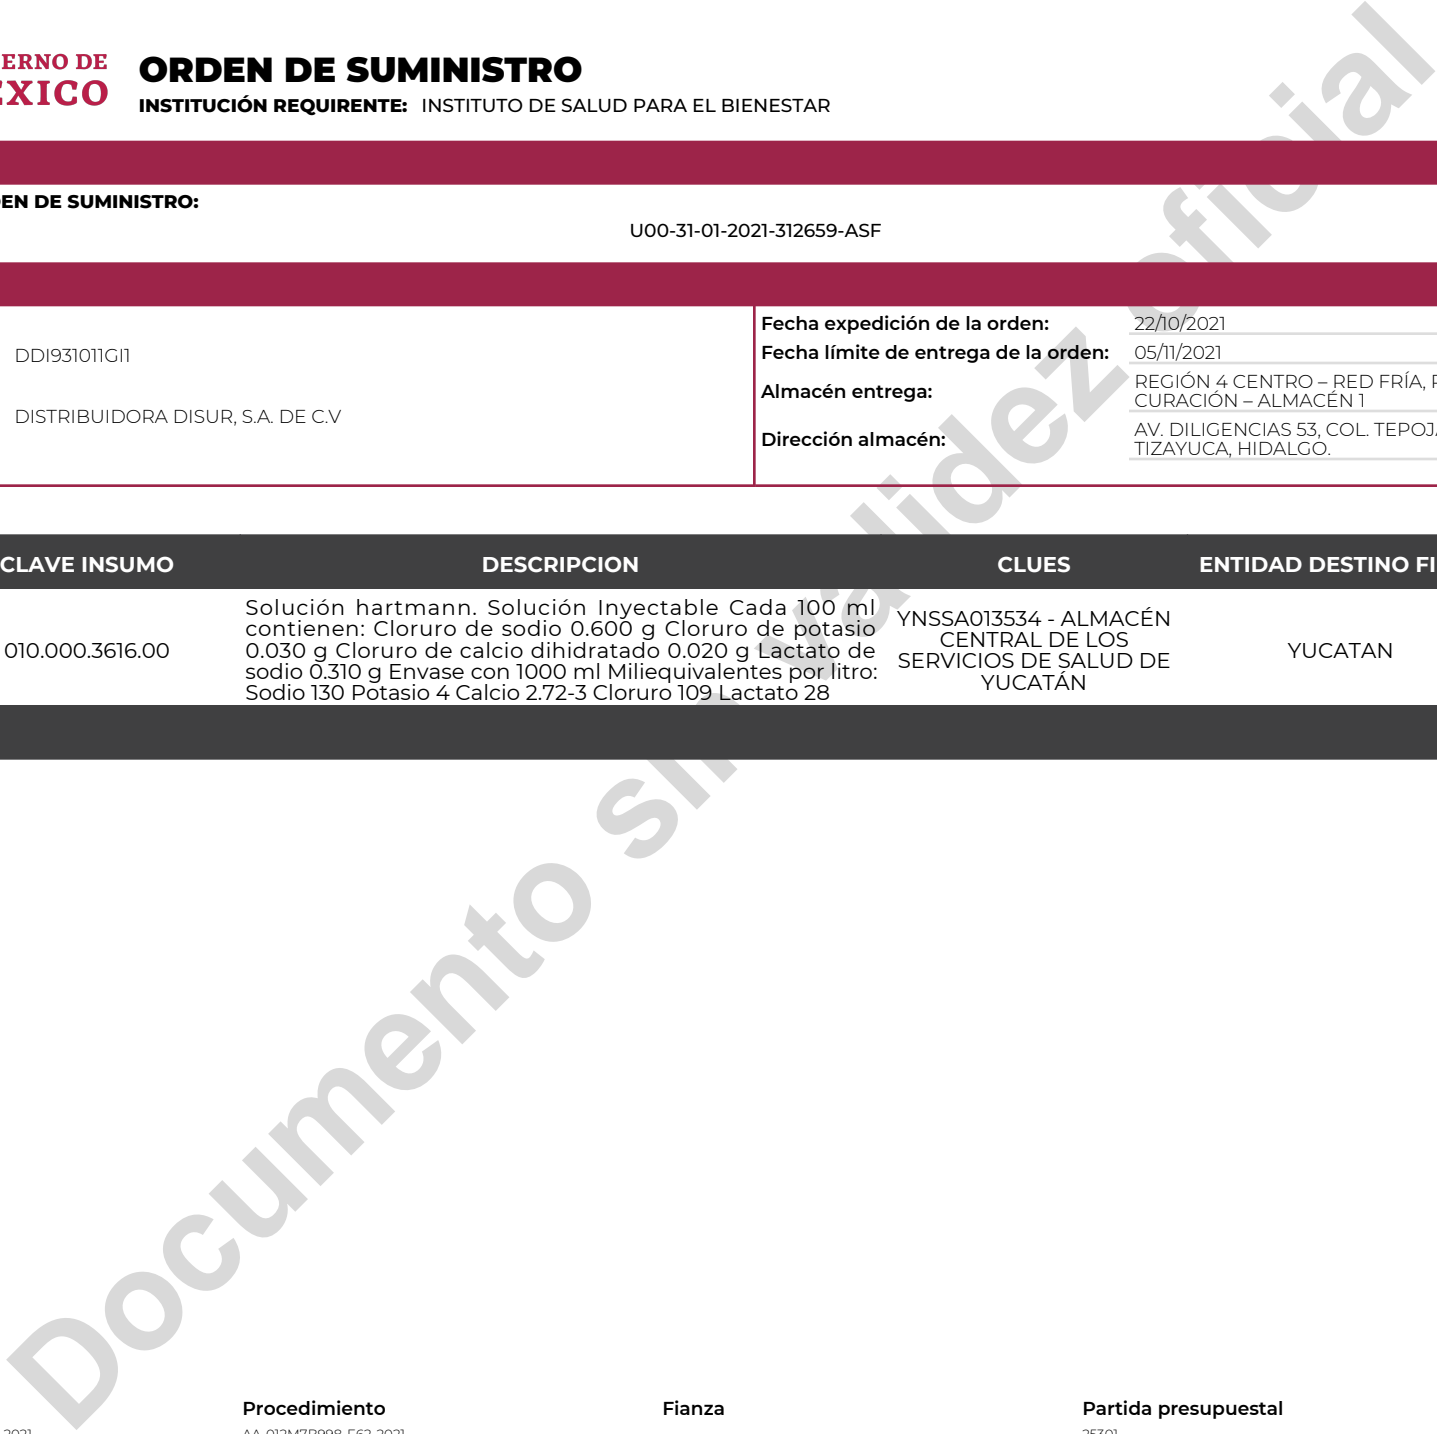 ERNO DE
EXICO
ORDEN DE SUMINISTRO
INSTITUCIÓN REQUIRENTE: INSTITUTO DE SALUD PARA EL BIENESTAR
EN DE SUMINISTRO:
U00-31-01-2021-312659-ASF
DDI931011GI1
DISTRIBUIDORA DISUR, S.A. DE C.V
Fecha expedición de la orden: 22/10/2021
Fecha límite de entrega de la orden: 05/11/2021
Almacén entrega: REGIÓN 4 CENTRO – RED FRÍA,
CURACIÓN – ALMACÉN 1
Dirección almacén: AV. DILIGENCIAS 53, COL. TEPOJA
TIZAYUCA, HIDALGO.
CLAVE INSUMO DESCRIPCION CLUES ENTIDAD DESTINO FI
010.000.3616.00
Solución hartmann. Solución Inyectable Cada 100 ml
contienen: Cloruro de sodio 0.600 g Cloruro de potasio
0.030 g Cloruro de calcio dihidratado 0.020 g Lactato de
sodio 0.310 g Envase con 1000 ml Miliequivalentes por litro:
Sodio 130 Potasio 4 Calcio 2.72-3 Cloruro 109 Lactato 28
YNSSA013534 - ALMACÉN
CENTRAL DE LOS
SERVICIOS DE SALUD DE
YUCATÁN
YUCATAN
Documento sin validez oficial
Procedimiento Fianza Partida presupuestal